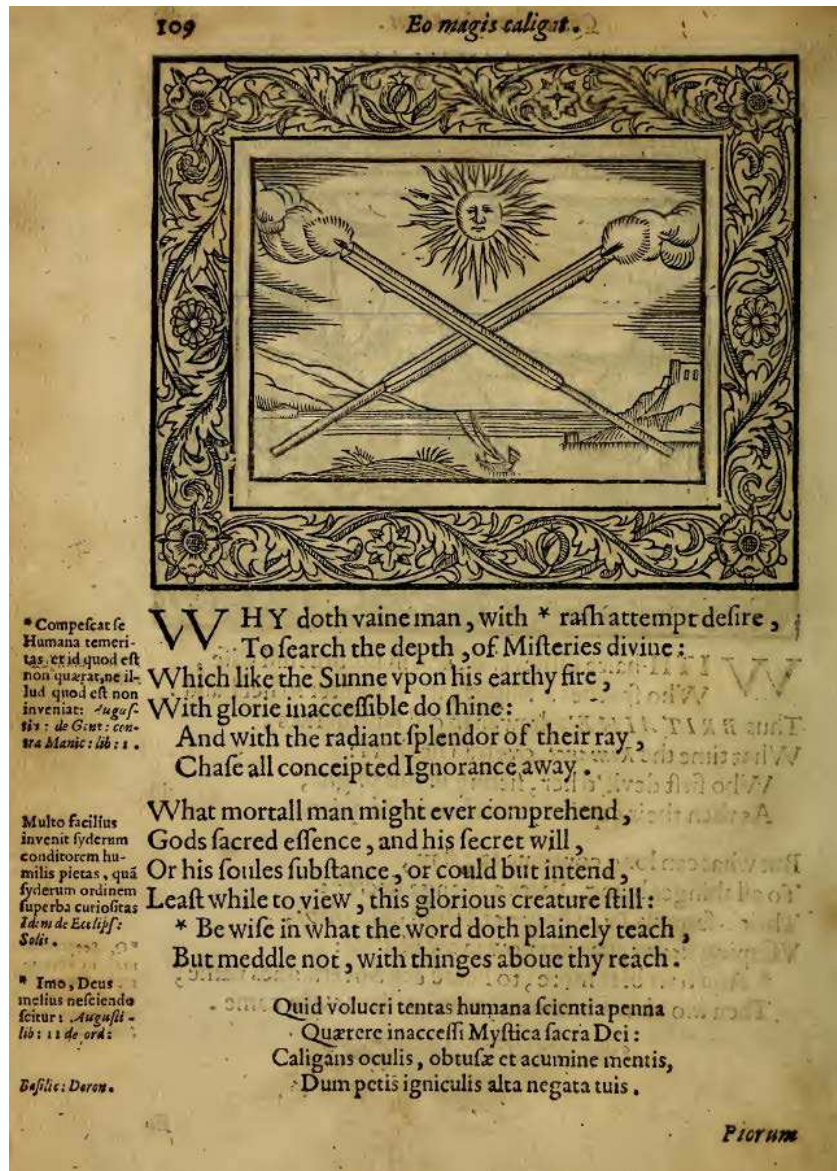 109
Eo magis caligat.
* Compeſcat ſe
Humana temeri-
tas et id quod eſt
non quærat, ne il-
lud quod eſt non
inveniat: Auguſ-
tis: de Gent: con-
tra Manic: lib: 1.
WHY doth vaine man, with * raſh attempt deſire,
To ſearch the depth, of Miſteries divine:
Which like the Sunne vpon his earthy fire,
With glorie inacceſſible do ſhine:
And with the radiant ſplendor of their ray,
Chaſe all conceipted Ignorance away.
Multo facilius
invenit ſyderum
conditorem hu-
milis pietas, quã
ſyderum ordinem
ſuperba curioſitas
Idem de Eclipſ:
Solis.
What mortall man might ever comprehend,
Gods ſacred eſſence, and his ſecret will,
Or his ſoules ſubſtance, or could but intend,
Leaſt while to view, this glorious creature ſtill:
* Be wiſe in what the word doth plainely teach,
But meddle not, with thinges aboue thy reach.
* Imo, Deus
melius neſciendo
ſcitur: Auguſti-
lib: 11 de ord:
Baſilic: Doron.
Quid volucri tentas humana ſcientia penna
Quærere inacceſſi Myſtica ſacra Dei:
Caligans oculis, obtuſæ et acumine mentis,
Dum petis igniculis alta negata tuis.
Piorum